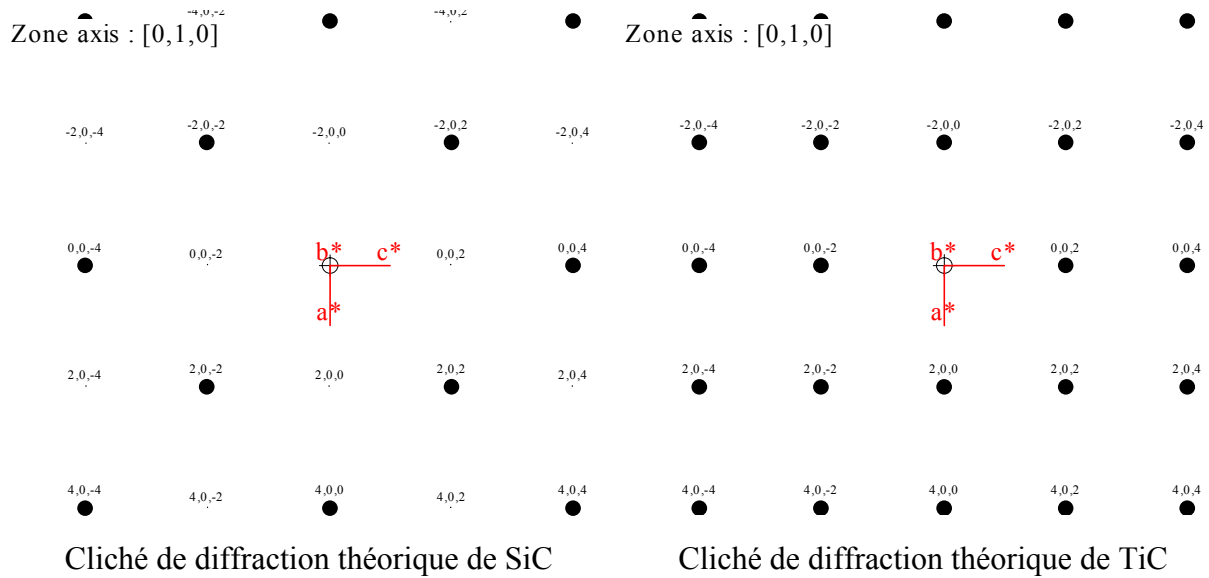 -4,0,-2 -4,0,2
Zone axis : [0,1,0]
Zone axis : [0,1,0]
-2,0,-4 -2,0,-2 -2,0,0 -2,0,2 -2,0,4
-2,0,-4 -2,0,-2 -2,0,0 -2,0,2 -2,0,4
0,0,-4 0,0,-2 b* c* 0,0,2 0,0,4
0,0,-4 0,0,-2 b* c* 0,0,2 0,0,4
a*
a*
2,0,-4 2,0,-2 2,0,0 2,0,2 2,0,4
2,0,-4 2,0,-2 2,0,0 2,0,2 2,0,4
4,0,-4 4,0,-2 4,0,0 4,0,2 4,0,4
4,0,-4 4,0,-2 4,0,0 4,0,2 4,0,4
Cliché de diffraction théorique de SiC
Cliché de diffraction théorique de TiC